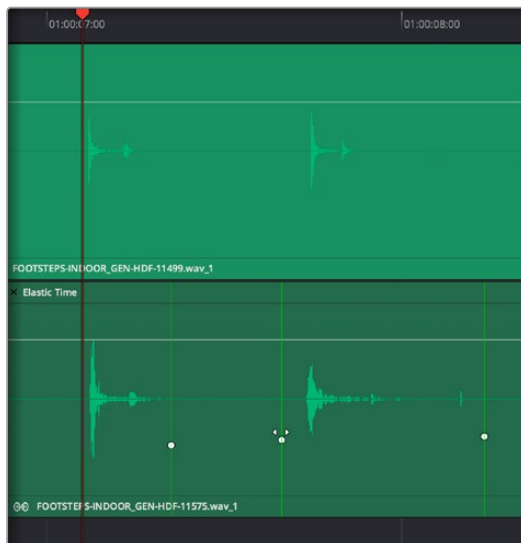 01:00:07:00 01:00:08:00
FOOTSTEPS-INDOOR_GEN-HDF-11499.wav_1
× Elastic Time
FOOTSTEPS-INDOOR_GEN-HDF-11575.wav_1